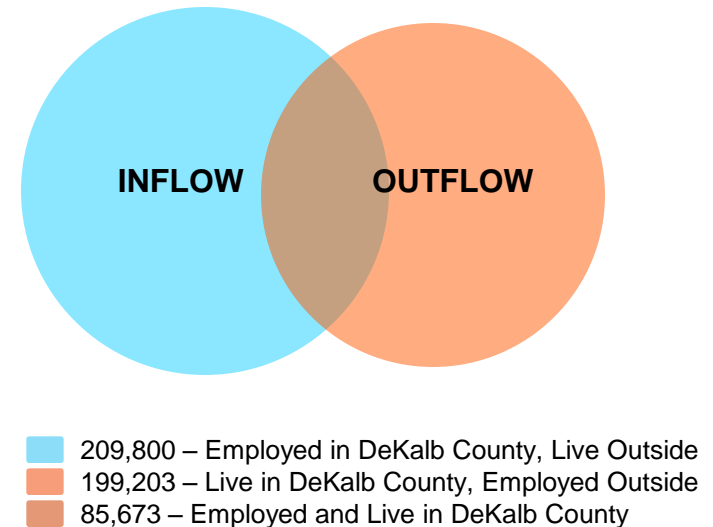 INFLOW
OUTFLOW
209,800 – Employed in DeKalb County, Live Outside
199,203 – Live in DeKalb County, Employed Outside
85,673 – Employed and Live in DeKalb County